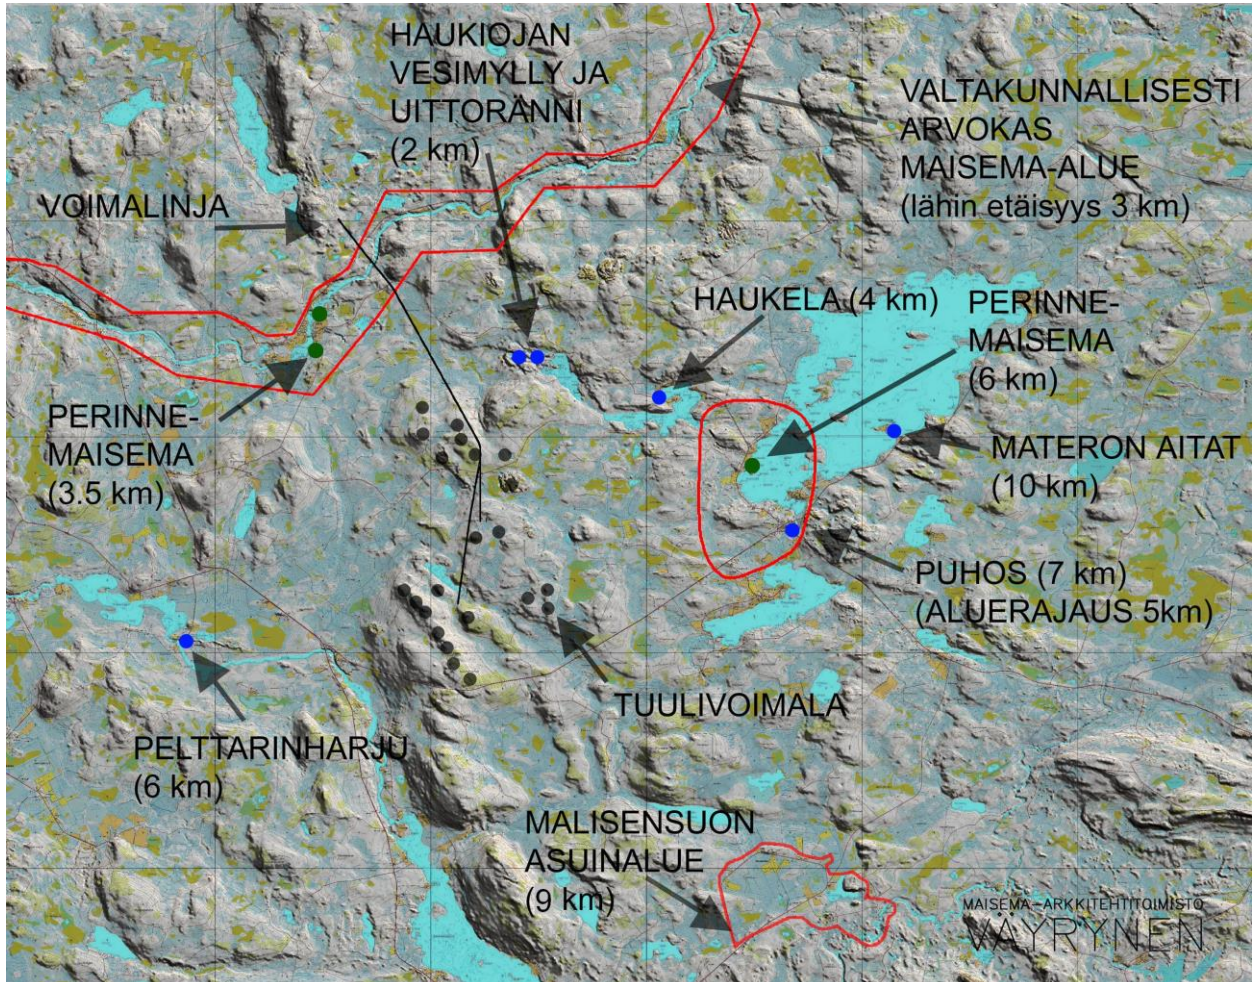 HAUKIOJAN
VESIMYLLY JA
UITTORÄNNI
(2 km)
VALTAKUNNALLISESTI
ARVOKAS
MAISEMA-ALUE
(lähin etäisyys 3 km)
VOIMALINJA
HAUKELA (4 km)
PERINNE-
MAISEMA
(6 km)
PERINNE-
MAISEMA
(3.5 km)
MATERON AITAT
(10 km)
PUHOS (7 km)
(ALUERAJAUS 5km)
TUULIVOIMALA
PELTTARINHARJU
(6 km)
MALISENSUON
ASUINALUE
(9 km)
MAISEMA-ARKKITEHTITOIMISTO
VÄYRYNEN